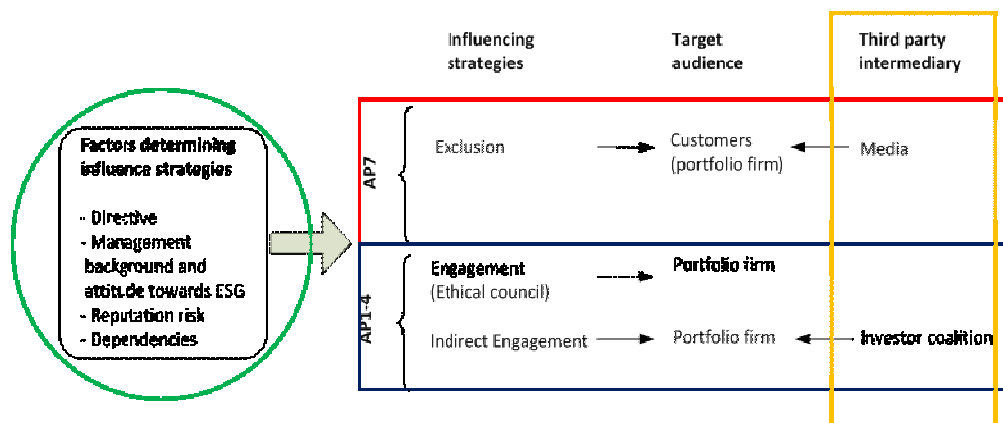 Influencing
strategies
Target
audience
Third party
intermediary
Factors determining
influence strategies
- Directive
- Management
background and
attitude towards ESG
- Reputation risk
- Dependencies
AP7
Exclusion
Customers
(portfolio firm)
Media
AP1-4
Engagement
(Ethical council)
Portfolio firm
Indirect Engagement
Portfolio firm
Investor coalition